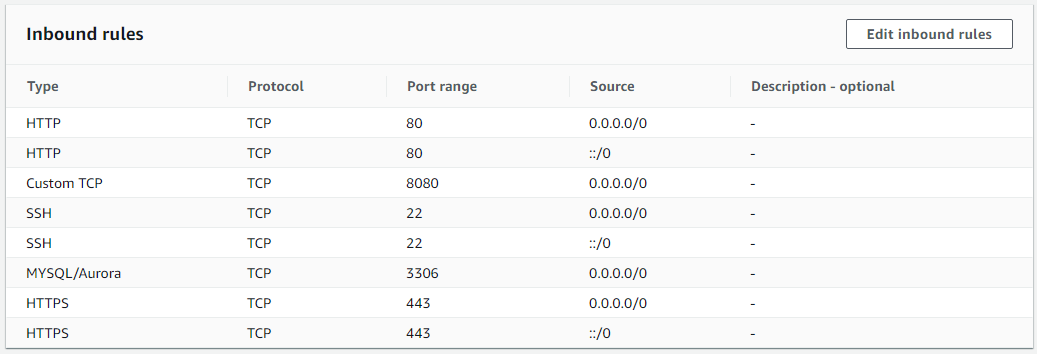 Inbound rules Edit inbound rules
Type Protocol Port range Source Description - optional
HTTP TCP 80 0.0.0.0/0 -
HTTP TCP 80 ::/0 -
Custom TCP TCP 8080 0.0.0.0/0 -
SSH TCP 22 0.0.0.0/0 -
SSH TCP 22 ::/0 -
MYSQL/Aurora TCP 3306 0.0.0.0/0 -
HTTPS TCP 443 0.0.0.0/0 -
HTTPS TCP 443 ::/0 -